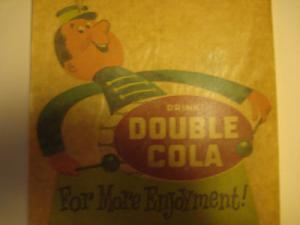 DRINK
DOUBLE
COLA
For More Enjoyment!